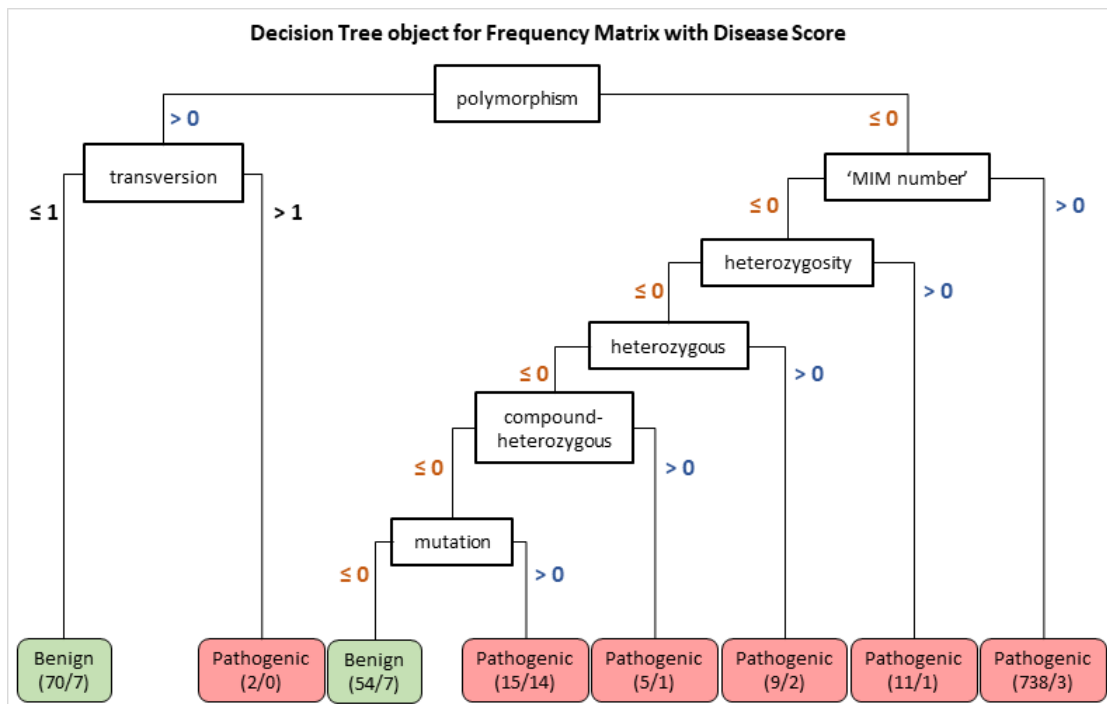 Decision Tree object for Frequency Matrix with Disease Score
polymorphism
> 0
≤ 0
transversion
‘MIM number’
≤ 1
> 1
≤ 0
> 0
heterozygosity
≤ 0
> 0
heterozygous
≤ 0
> 0
compound-
heterozygous
≤ 0
> 0
mutation
≤ 0
> 0
Benign
(70/7)
Pathogenic
(2/0)
Benign
(54/7)
Pathogenic
(15/14)
Pathogenic
(5/1)
Pathogenic
(9/2)
Pathogenic
(11/1)
Pathogenic
(738/3)